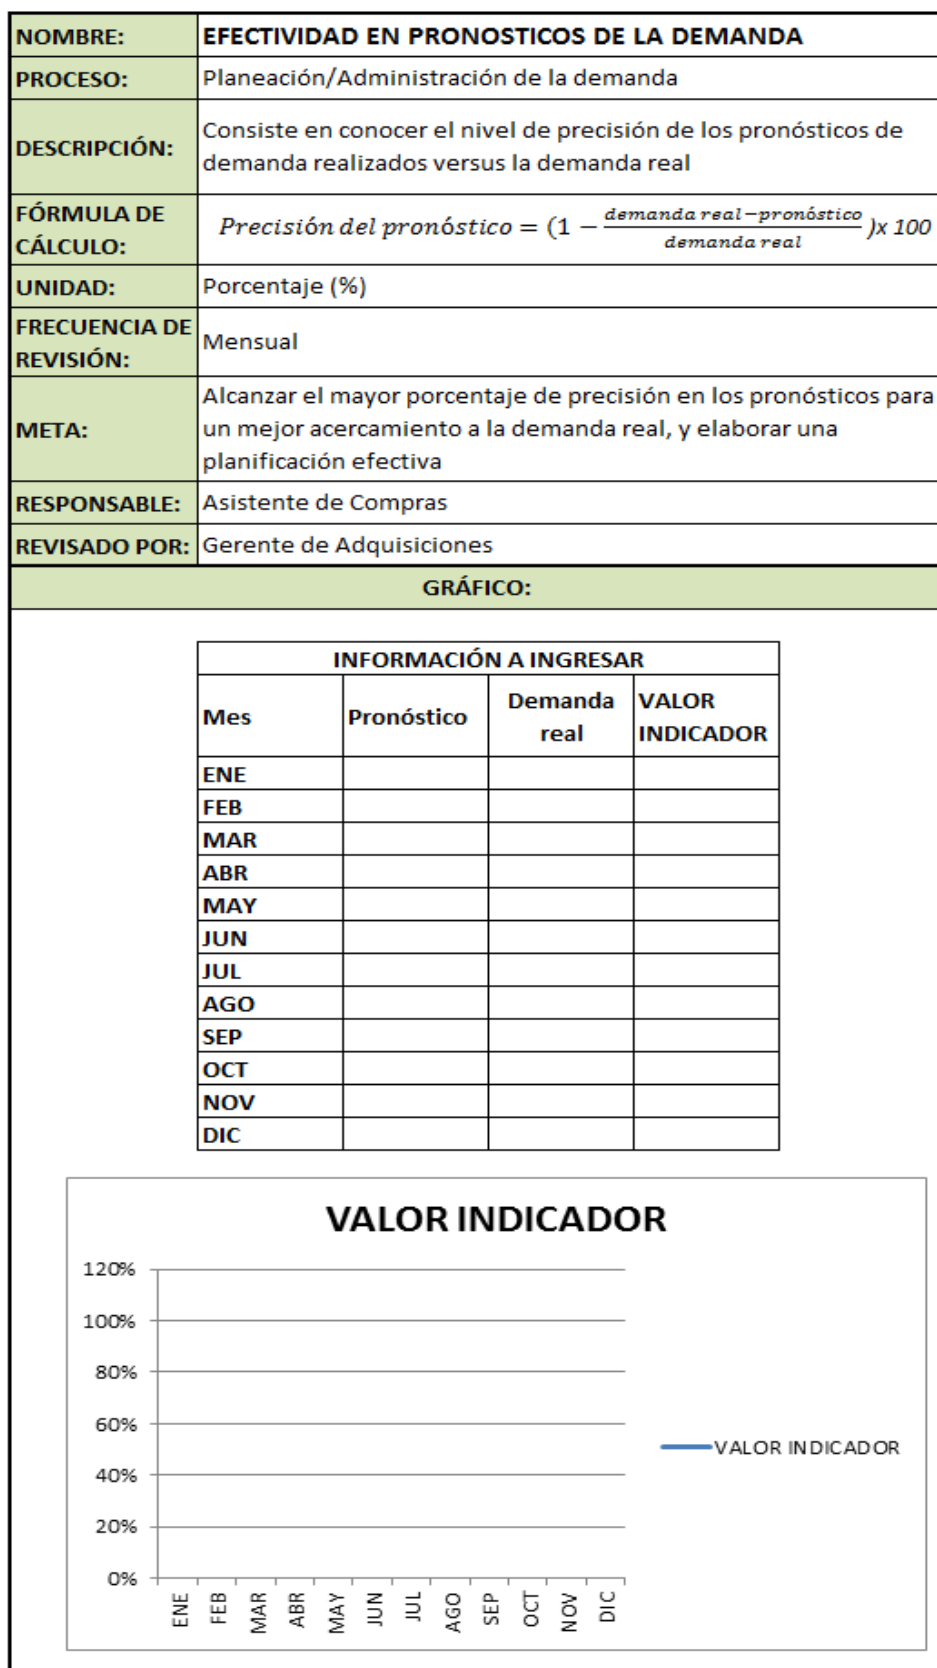 NOMBRE: EFECTIVIDAD EN PRONOSTICOS DE LA DEMANDA
PROCESO: Planeación/Administración de la demanda
DESCRIPCIÓN: Consiste en conocer el nivel de precisión de los pronósticos de
demanda realizados versus la demanda real
FÓRMULA DE
CÁLCULO:
Precisión del pronóstico = (1 − (demanda real−pronóstico)/(demanda real))x 100
UNIDAD: Porcentaje (%)
FRECUENCIA DE
REVISIÓN:
Mensual
META:
Alcanzar el mayor porcentaje de precisión en los pronósticos para
un mejor acercamiento a la demanda real, y elaborar una
planificación efectiva
RESPONSABLE: Asistente de Compras
REVISADO POR: Gerente de Adquisiciones
GRÁFICO:
INFORMACIÓN A INGRESAR
Mes Pronóstico Demanda real VALOR INDICADOR
ENE
FEB
MAR
ABR
MAY
JUN
JUL
AGO
SEP
OCT
NOV
DIC
VALOR INDICADOR
120%
100%
80%
60%
40%
20%
0%
VALOR INDICADOR
ENE FEB MAR ABR MAY JUN JUL AGO SEP OCT NOV DIC